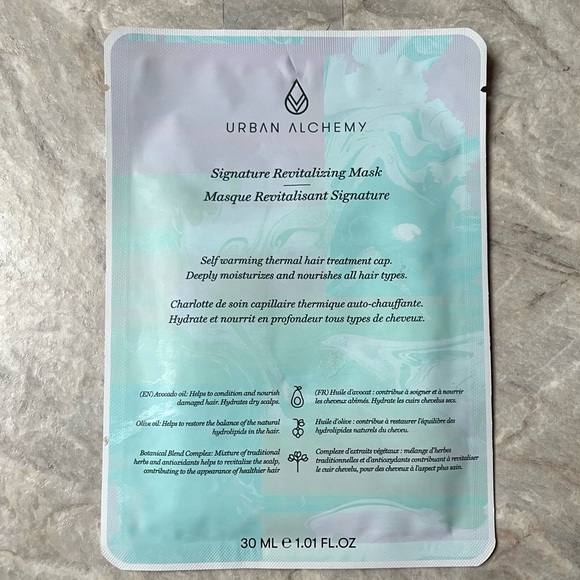 URBAN ALCHEMY
Signature Revitalizing Mask
Masque Revitalisant Signature
Self warming thermal hair treatment cap.
Deeply moisturizes and nourishes all hair types.
Charlotte de soin capillaire thermique auto-chauffante.
Hydrate et nourrit en profondeur tous types de cheveux.
(EN) Avocado oil: Helps to condition and nourish
damaged hair. Hydrates dry scalps.
(FR) Huile d'avocat : contribue à soigner et à nourrir
les cheveux abîmés. Hydrate les cuirs chevelus secs.
Olive oil: Helps to restore the balance of the natural
hydrolipids in the hair.
Huile d'olive : contribue à restaurer l'équilibre des
hydrolipides naturels du cheveu.
Botanical Blend Complex: Mixture of traditional
herbs and antioxidants helps to revitalize the scalp,
contributing to the appearance of healthier hair
Complexe d'extraits végétaux : mélange d'herbes
traditionnelles et d'antioxydants contribuant à revitaliser
le cuir chevelu, pour des cheveux à l'aspect plus sain.
30 ML ℮ 1.01 FL.OZ